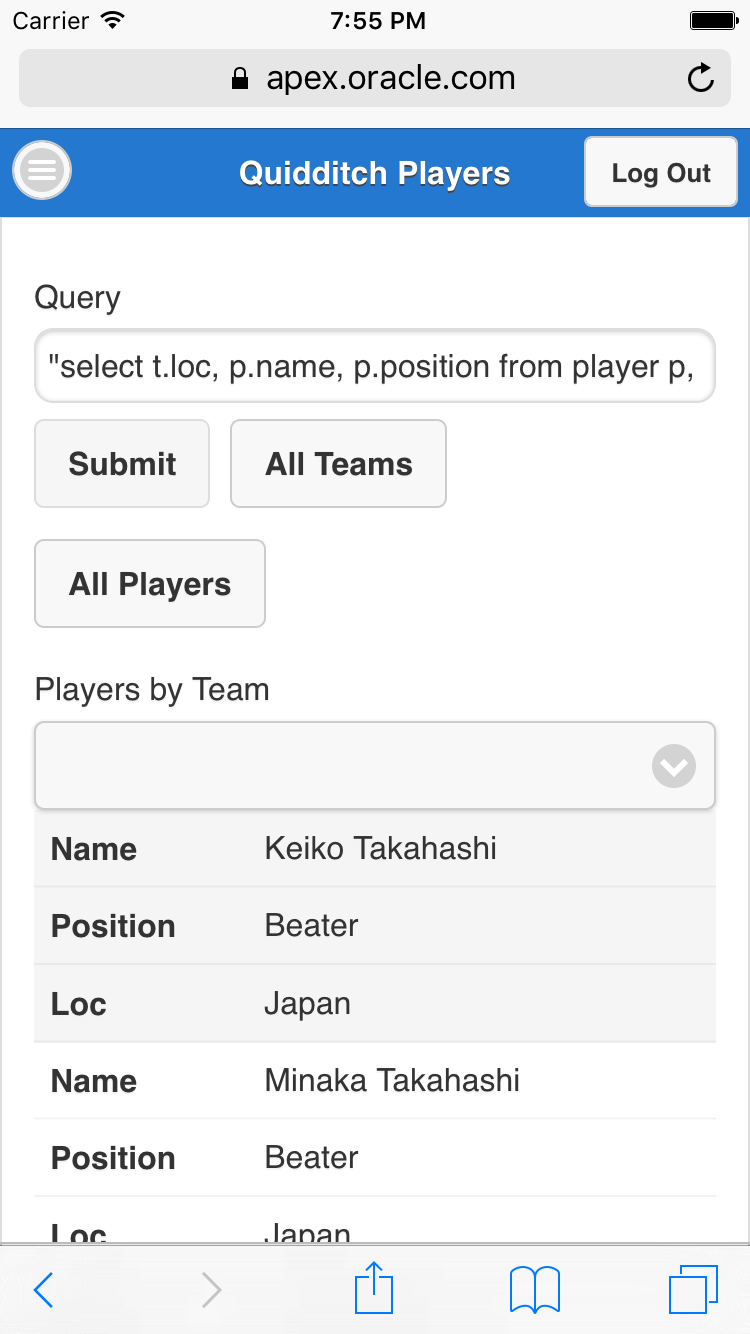 Carrier 7:55 PM
apex.oracle.com
Quidditch Players Log Out
Query
"select t.loc, p.name, p.position from player p,
Submit All Teams
All Players
Players by Team
Name Keiko Takahashi
Position Beater
Loc Japan
Name Minaka Takahashi
Position Beater
Loc Japan